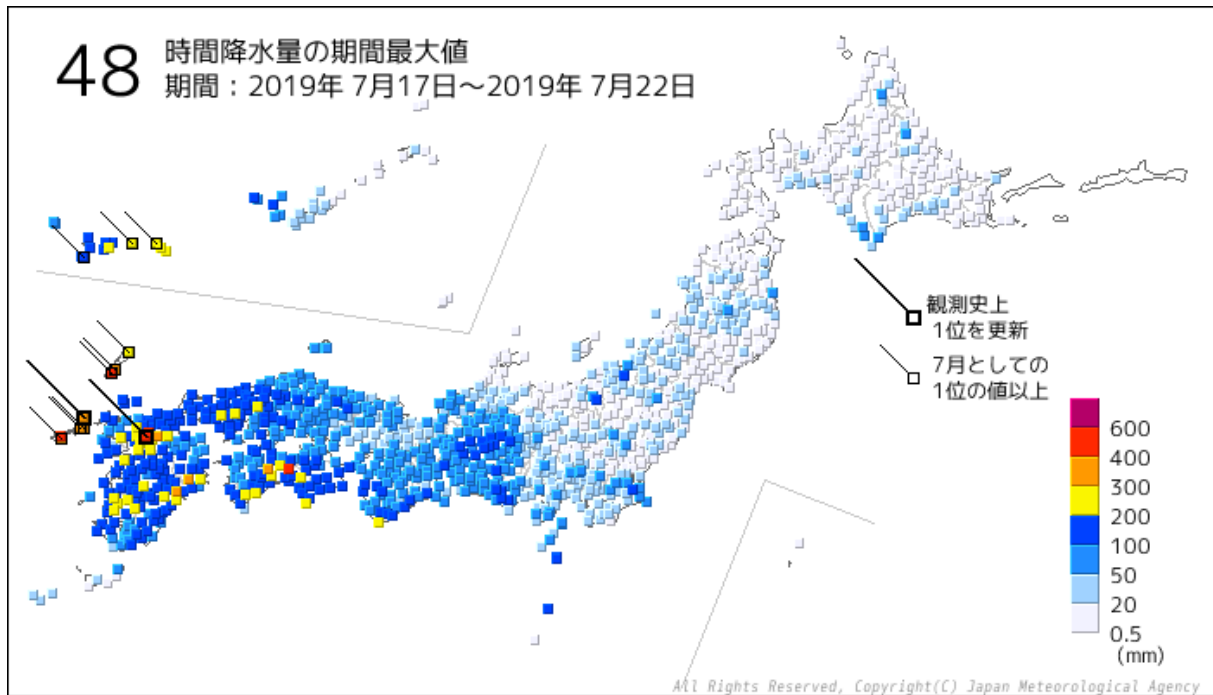 48
時間降水量の期間最大値
期間：2019年 7月17日～2019年 7月22日
観測史上
1位を更新
7月としての
1位の値以上
600
400
300
200
100
50
20
0.5
(mm)
All Rights Reserved, Copyright(C) Japan Meteorological Agency